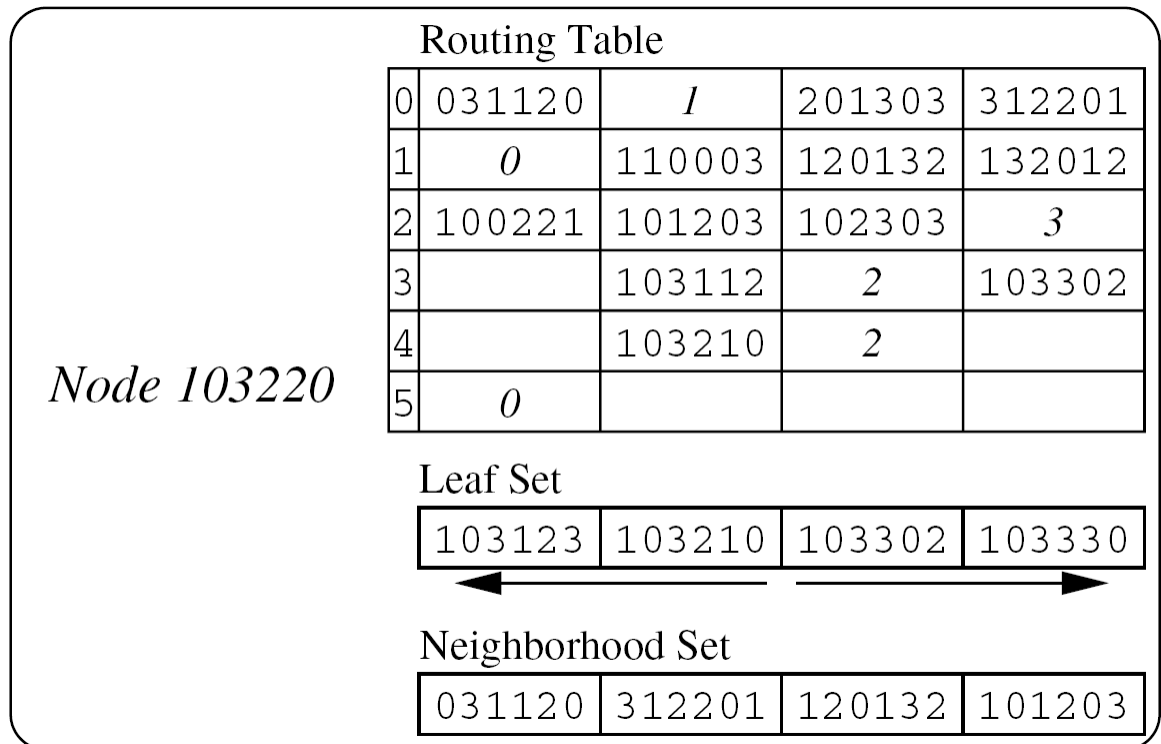 Routing Table
0 031120 1 201303 312201
1 0 110003 120132 132012
2 100221 101203 102303 3
3 103112 2 103302
4 103210 2
Node 103220
5 0
Leaf Set
103123 103210 103302 103330
Neighborhood Set
031120 312201 120132 101203